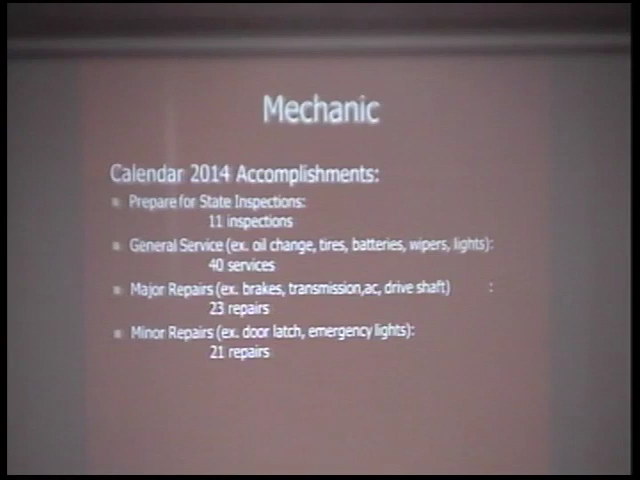 Mechanic
Calendar 2014 Accomplishments:
Prepare for State Inspections:
11 inspections
General Service (ex. oil change, tires, batteries, wipers, lights):
40 services
Major Repairs (ex. brakes, transmission,ac, drive shaft) :
23 repairs
Minor Repairs (ex. door latch, emergency lights):
21 repairs